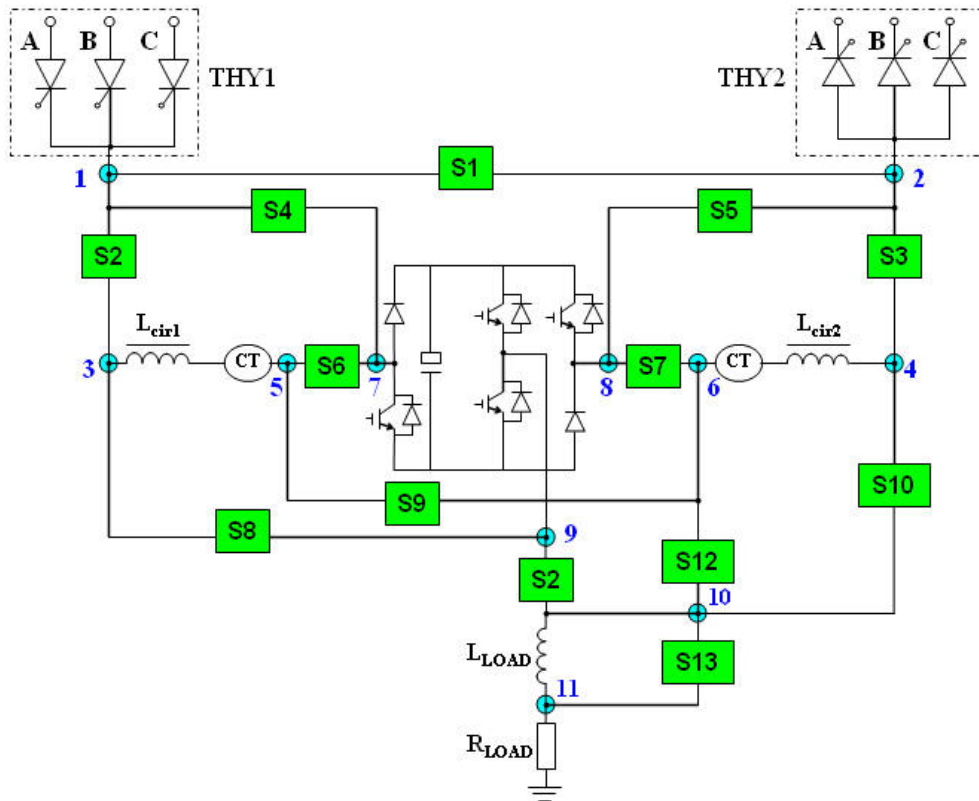 A B C
THY1
A B C
THY2
1
S1
2
S4
S5
S2
S3
Lcir1
Lcir2
CT
S6
S7
CT
3
5
7
8
6
4
S9
S10
S8
9
S2
S12
10
LLOAD
S13
11
RLOAD